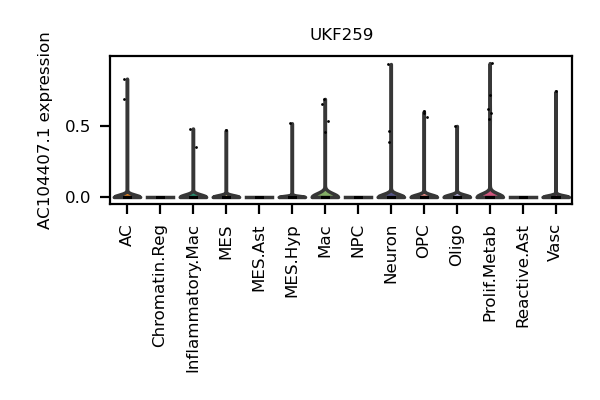 UKF259
AC104407.1 expression
0.5
0.0
AC
Chromatin.Reg
Inflammatory.Mac
MES
MES.Ast
MES.Hyp
Mac
NPC
Neuron
OPC
Oligo
Prolif.Metab
Reactive.Ast
Vasc